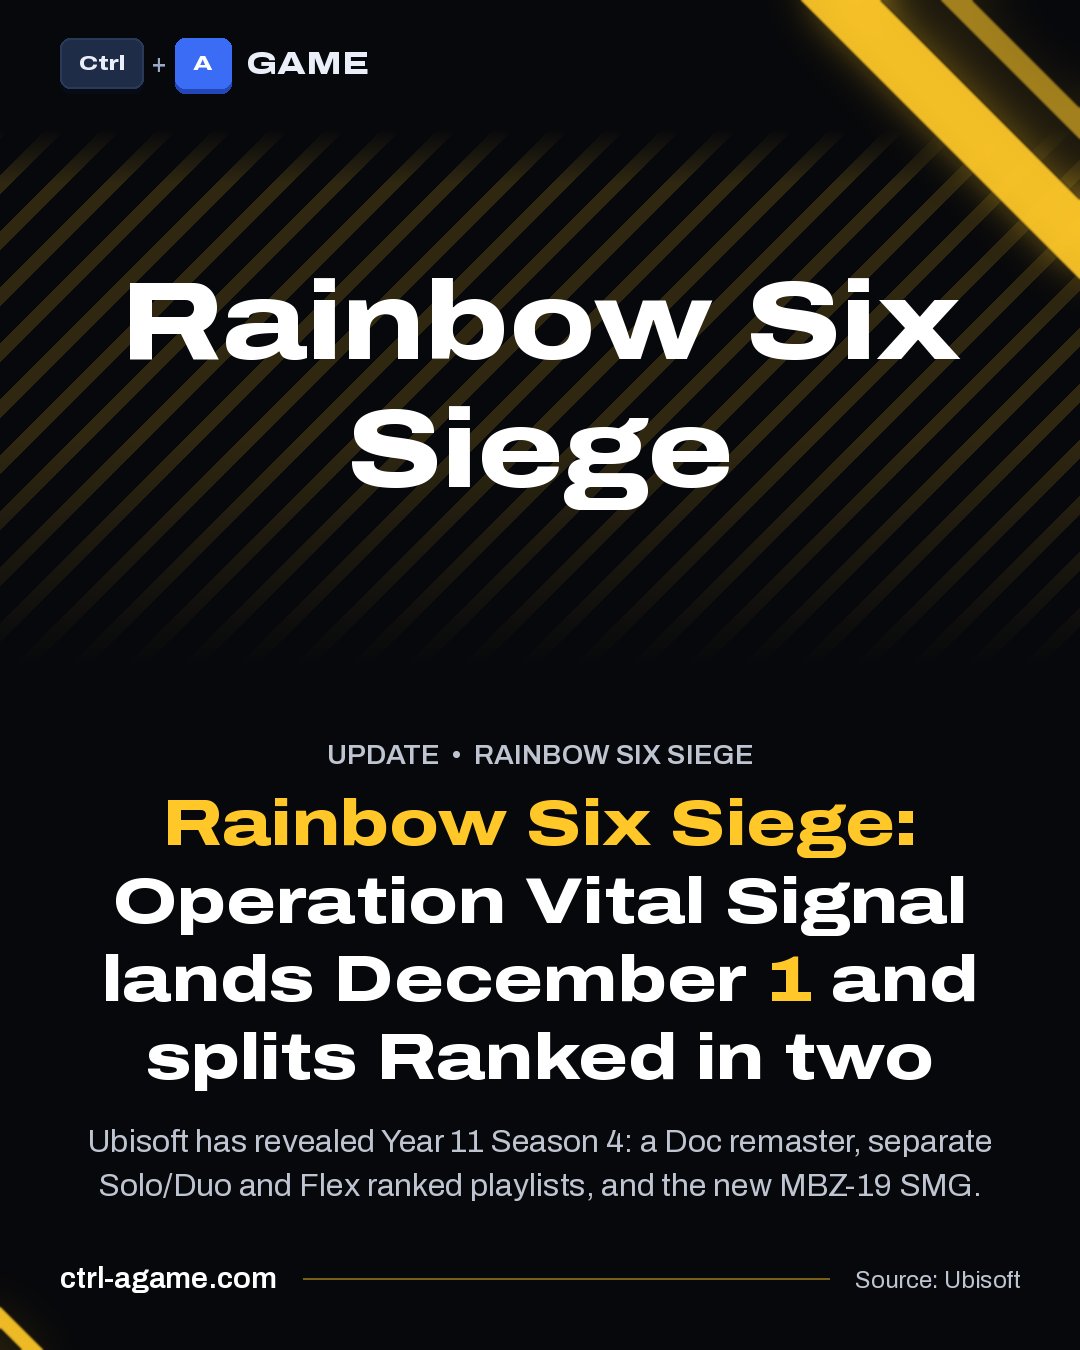 Ctrl + A GAME
Rainbow Six
Siege
UPDATE • RAINBOW SIX SIEGE
Rainbow Six Siege:
Operation Vital Signal
lands December 1 and
splits Ranked in two
Ubisoft has revealed Year 11 Season 4: a Doc remaster, separate
Solo/Duo and Flex ranked playlists, and the new MBZ-19 SMG.
ctrl-agame.com
Source: Ubisoft